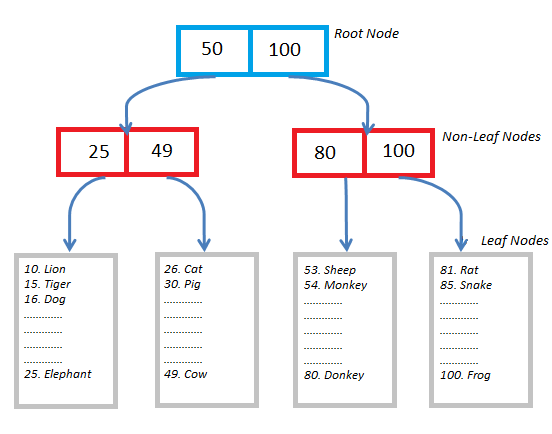 Root Node
50 100
Non-Leaf Nodes
25 49
80 100
Leaf Nodes
10. Lion
15. Tiger
16. Dog
.............
.............
.............
.............
25. Elephant
26. Cat
30. Pig
.............
.............
.............
.............
.............
49. Cow
53. Sheep
54. Monkey
.............
.............
.............
.............
.............
80. Donkey
81. Rat
85. Snake
.............
.............
.............
.............
.............
100. Frog